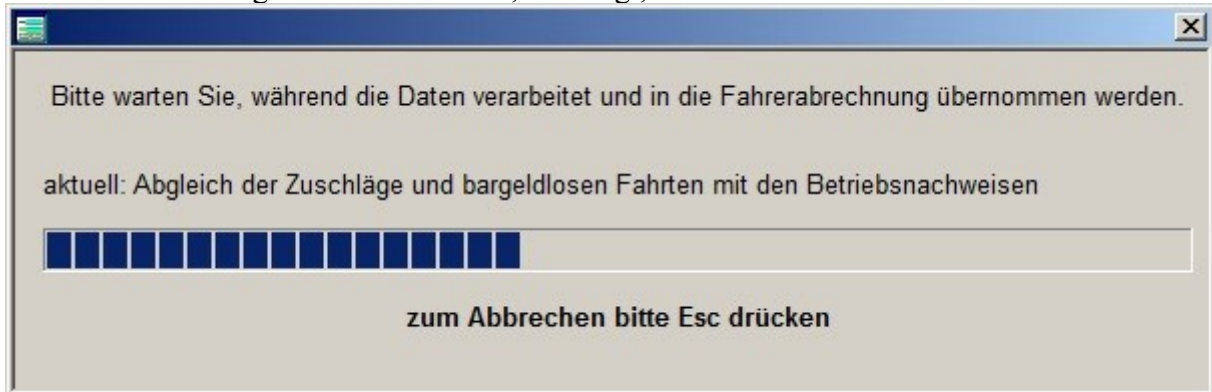 Bitte warten Sie, während die Daten verarbeitet und in die Fahrerabrechnung übernommen werden.
aktuell: Abgleich der Zuschläge und bargeldlosen Fahrten mit den Betriebsnachweisen
zum Abbrechen bitte Esc drücken